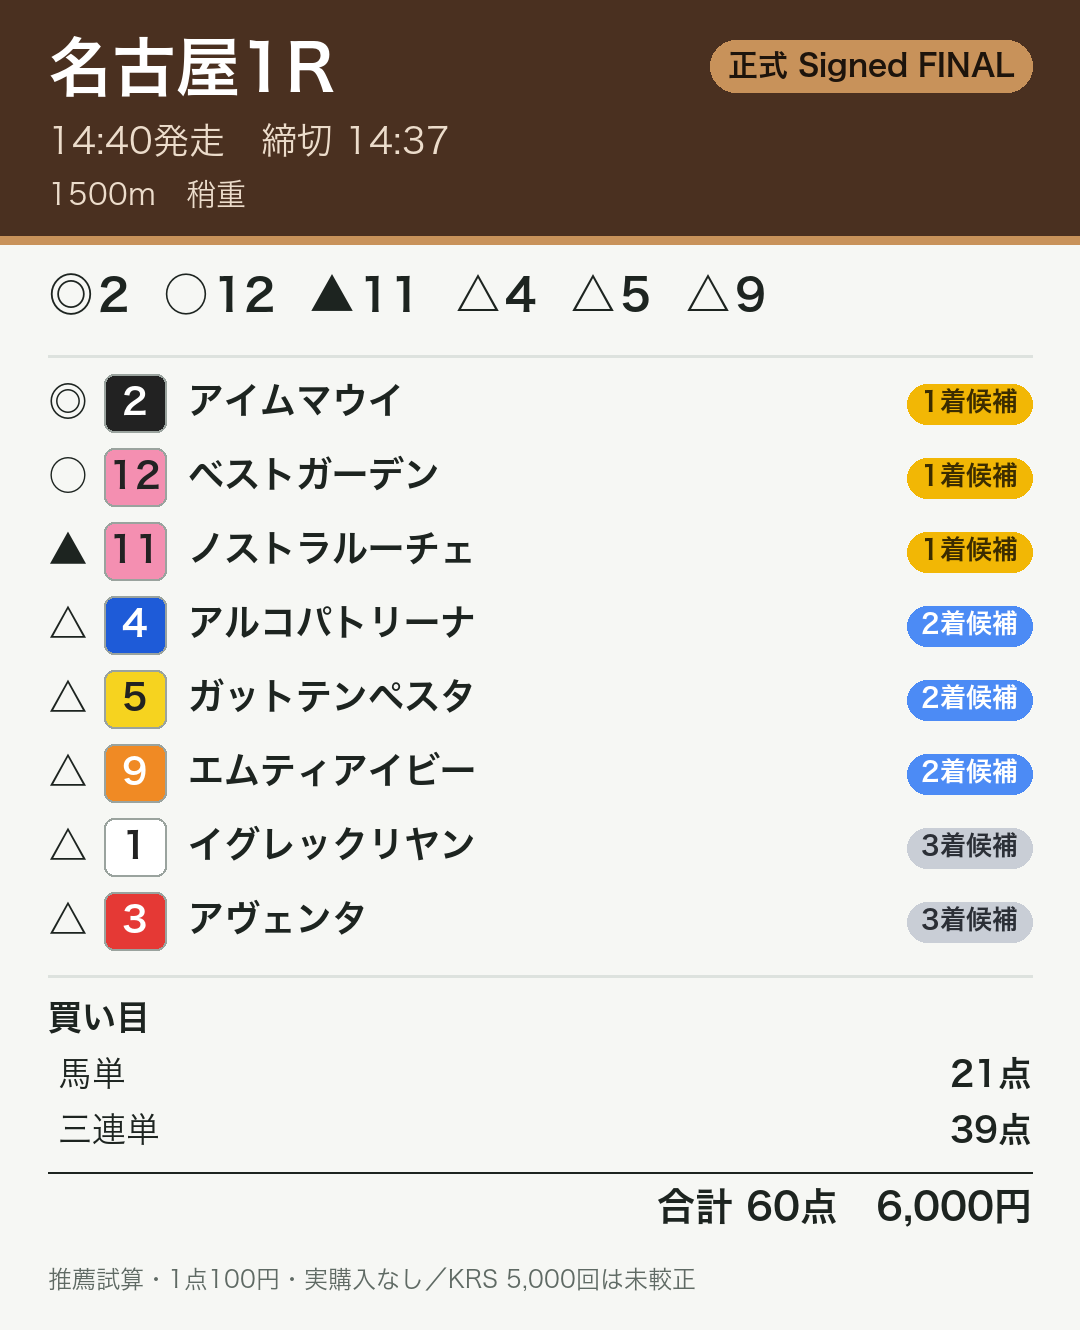 名古屋1R
正式 Signed FINAL
14:40発走　締切 14:37
1500m　稍重
◎2 ○12 ▲11 △4 △5 △9
◎ 2 アイムマウイ 1着候補
○ 12 ベストガーデン 1着候補
▲ 11 ノストラルーチェ 1着候補
△ 4 アルコパトリーナ 2着候補
△ 5 ガットテンペスタ 2着候補
△ 9 エムティアイビー 2着候補
△ 1 イグレックリヤン 3着候補
△ 3 アヴェンタ 3着候補
買い目
馬単 21点
三連単 39点
合計 60点　6,000円
推薦試算・1点100円・実購入なし／KRS 5,000回は未較正